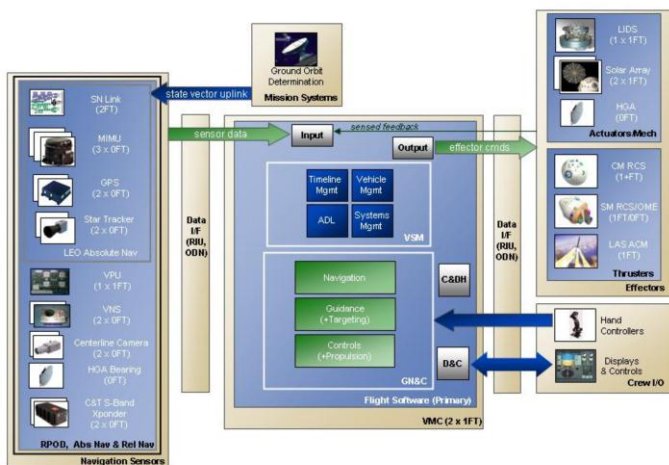 SN Link
(2FT)
MIMU
(3 x 0FT)
GPS
(2 x 0FT)
Star Tracker
(2 x 0FT)
LEO Absolute Nav
VPU
(1 x 1FT)
VNS
(2 x 0FT)
Centerline Camera
(2 x 0FT)
HGA Bearing
(0FT)
C&T S-Band
Xponder
(2 x 0FT)
RPOD, Abs Nav & Rel Nav
Navigation Sensors
Ground Orbit
Determination
Mission Systems
state vector uplink
sensor data
Data
I/F
(RIU,
ODN)
Input
sensed feedback
Output
effector cmds
Timeline
Mgmt
Vehicle
Mgmt
ADL
Systems
Mgmt
VSM
Navigation
Guidance
(+Targeting)
Controls
(+Propulsion)
GN&C
C&DH
D&C
Flight Software (Primary)
VMC (2 x 1FT)
Data
I/F
(RIU,
ODN)
LIDS
(1 x 1FT)
Solar Array
(2 x 1FT)
HGA
(0FT)
Actuators/Mech
CM RCS
(1+FT)
SM RCS/OME
(1FT/0FT)
LAS ACM
(1FT)
Thrusters
Effectors
Hand
Controllers
Displays
& Controls
Crew I/O